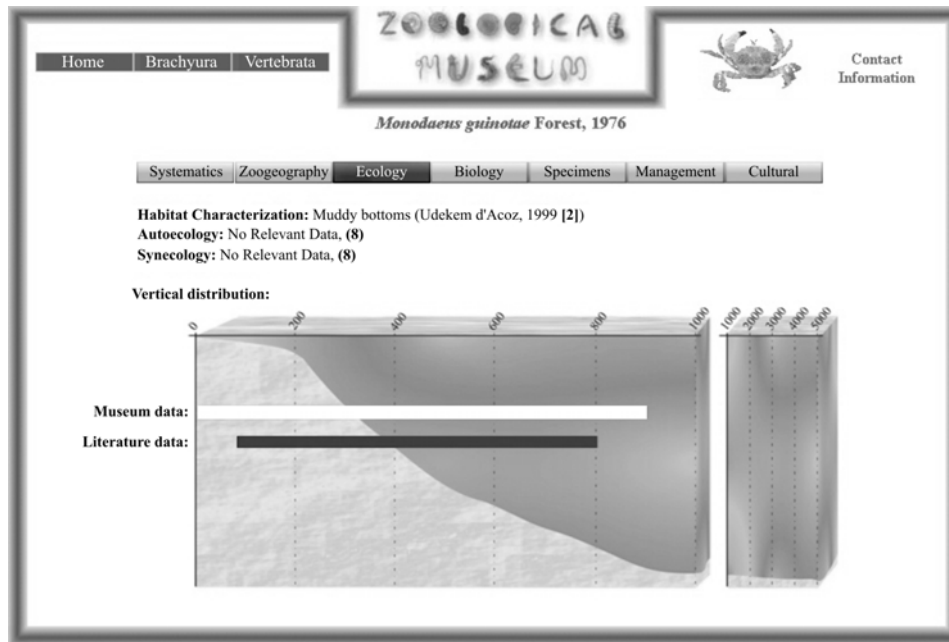 ZOOLOGICAL
MUSEUM
Home Brachyura Vertebrata
Contact
Information
Monodaeus guinotae Forest, 1976
Systematics Zoogeography Ecology Biology Specimens Management Cultural
Habitat Characterization: Muddy bottoms (Udekem d'Acoz, 1999 [2])
Autoecology: No Relevant Data, (8)
Synecology: No Relevant Data, (8)
Vertical distribution:
0 200 400 600 800 1000 1000 2000 3000 4000 5000
Museum data:
Literature data: